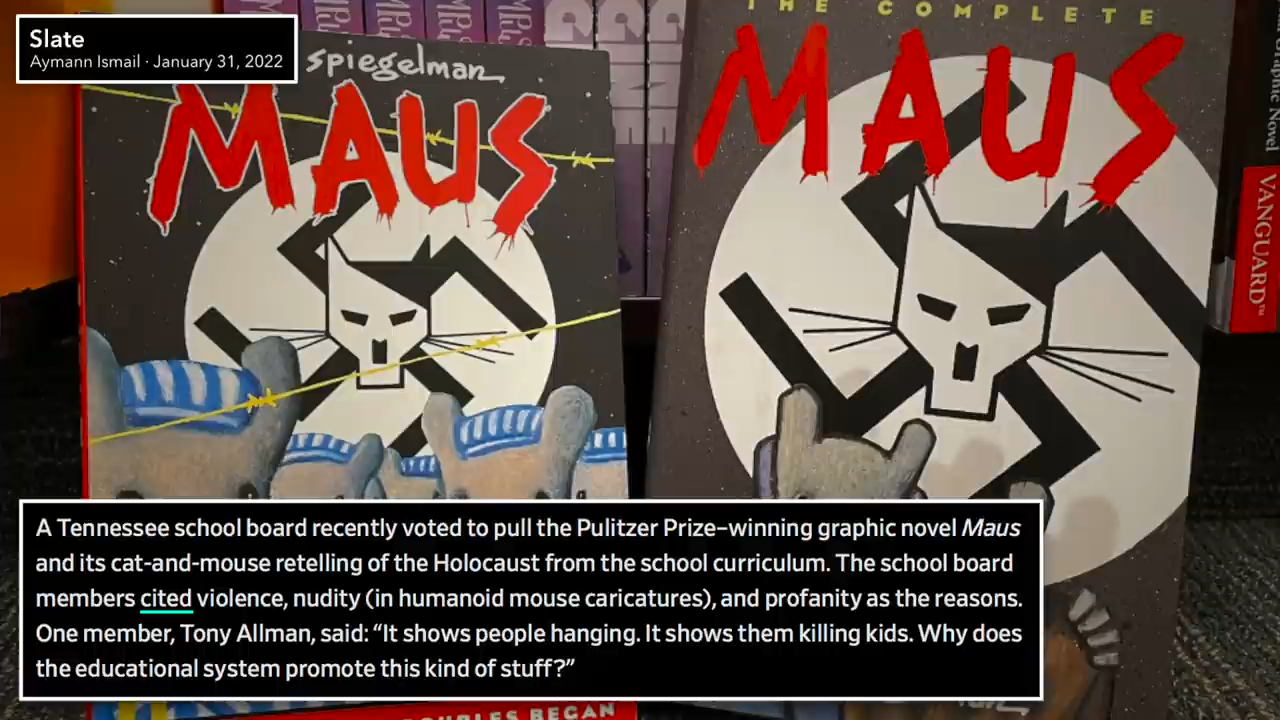 Slate
Aymann Ismail · January 31, 2022
THE COMPLETE
spiegelman
MAUS
MAUS
VANGUARD™
A Tennessee school board recently voted to pull the Pulitzer Prize–winning graphic novel Maus
and its cat-and-mouse retelling of the Holocaust from the school curriculum. The school board
members cited violence, nudity (in humanoid mouse caricatures), and profanity as the reasons.
One member, Tony Allman, said: “It shows people hanging. It shows them killing kids. Why does
the educational system promote this kind of stuff?”
BEGAN